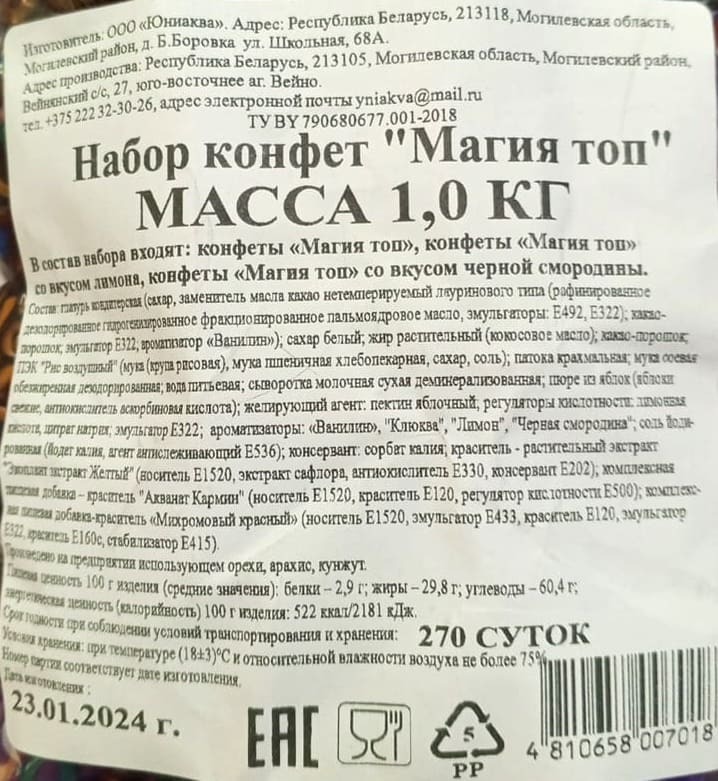 Изготовитель: ООО «Юниаква». Адрес: Республика Беларусь, 213118, Могилевская область,
Могилевский район, д. Б.Боровка ул. Школьная, 68А.
Адрес производства: Республика Беларусь, 213105, Могилевская область, Могилевский район,
Вейнянский с/с, 27, юго-восточнее аг. Вейно.
тел. +375 222 32-30-26, адрес электронной почты yniakva@mail.ru
ТУ BY 790680677.001-2018
Набор конфет "Магия топ"
МАССА 1,0 КГ
В состав набора входят: конфеты «Магия топ», конфеты «Магия топ»
со вкусом лимона, конфеты «Магия топ» со вкусом черной смородины.
Состав: глазурь кондитерская (сахар, заменитель масла какао нетемперируемый лауринового типа (рафинированное
дезодорированное гидрогенизированное фракционированное пальмоядровое масло, эмульгаторы: Е492, Е322); какао-
порошок; эмульгатор Е322; ароматизатор «Ванилин»); сахар белый; жир растительный (кокосовое масло); какао-порошок;
ПЭК "Рис воздушный" (мука (крупа рисовая), мука пшеничная хлебопекарная, сахар, соль); патока крахмальная; мука соевая
обезжиренная дезодорированная; вода питьевая; сыворотка молочная сухая деминерализованная; пюре из яблок (яблоки
свежие, антиокислитель аскорбиновая кислота); желирующий агент: пектин яблочный; регуляторы кислотности: лимонная
кислота, цитрат натрия; эмульгатор Е322; ароматизаторы: «Ванилин», "Клюква", "Лимон", "Черная смородина"; соль йоди-
рованная (йодат калия, агент антислеживающий Е536); консервант: сорбат калия; краситель - растительный экстракт
экстракт Желтый" (носитель Е1520, экстракт сафлора, антиокислитель Е330, консервант Е202); комплексная
пищевая добавка – краситель "Акванат Кармин" (носитель Е1520, краситель Е120, регулятор кислотности Е500); комплекс-
ная пищевая добавка-краситель «Михромовый красный» (носитель Е1520, эмульгатор Е433, краситель Е120, эмульгатор
Е322, краситель Е160с, стабилизатор Е415).
Произведено на предприятии использующем орехи, арахис, кунжут.
Пищевая ценность 100 г изделия (средние значения): белки – 2,9 г; жиры – 29,8 г; углеводы – 60,4 г;
энергетическая ценность (калорийность) 100 г изделия: 522 ккал/2181 кДж.
Срок годности при соблюдении условий транспортирования и хранения: 270 СУТОК
Условия хранения: при температуре (18±3)°С и относительной влажности воздуха не более 75%.
Номер партии соответствует дате изготовления.
Дата изготовления :
23.01.2024 г.
ЕАС
5
PP
4 810658 007018